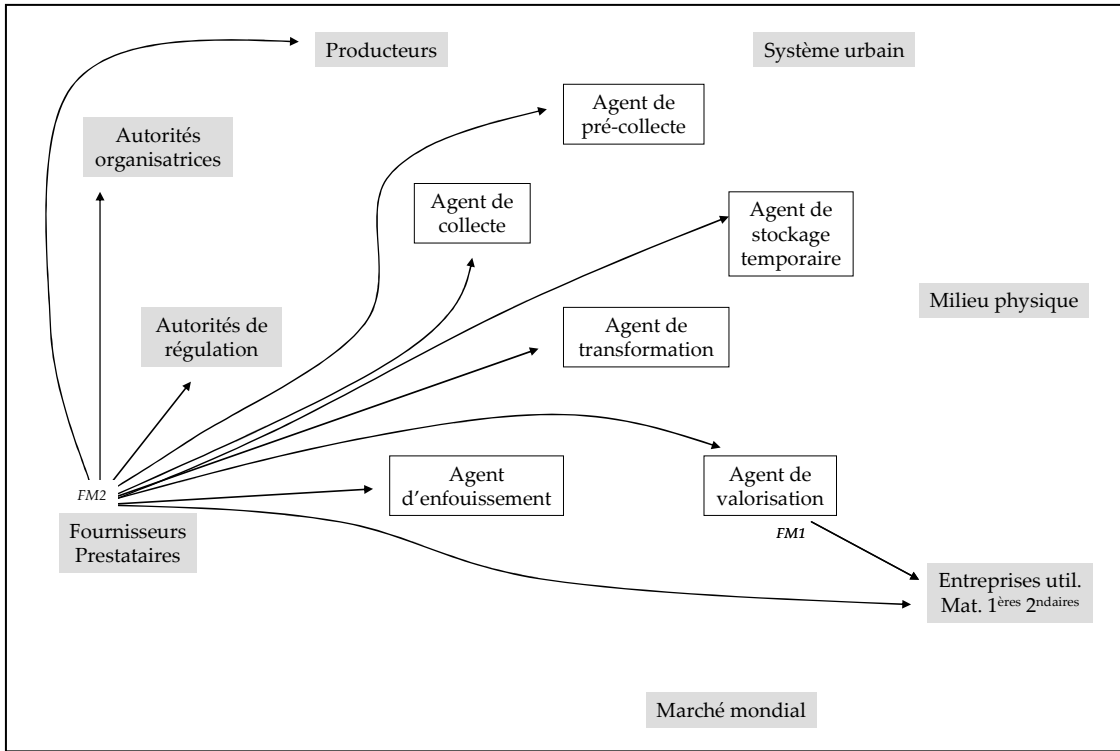 Producteurs
Système urbain
Agent de
pré-collecte
Autorités
organisatrices
Agent de
collecte
Agent de
stockage
temporaire
Milieu physique
Autorités de
régulation
Agent de
transformation
Agent
d'enfouissement
Agent de
valorisation
FM2
Fournisseurs
Prestataires
FM1
Entreprises util.
Mat. 1ères 2ndaires
Marché mondial